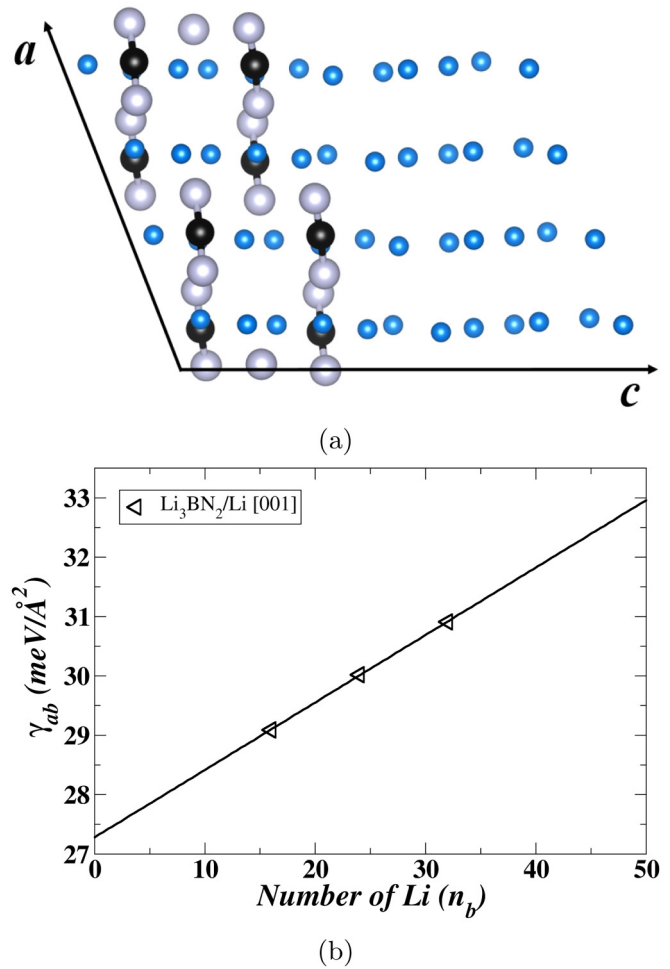 a
c
(a)
33
32
31
30
29
28
27
γab (meV/Å²)
Li₃BN₂/Li [001]
0 10 20 30 40 50
Number of Li (nb)
(b)